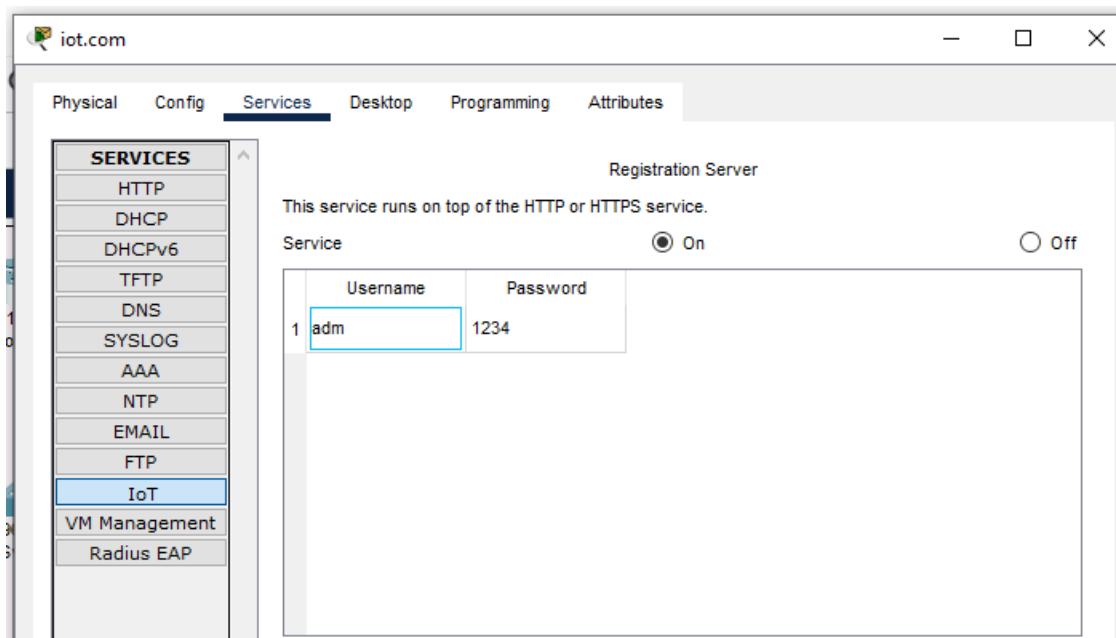 iot.com
Physical Config Services Desktop Programming Attributes
SERVICES
HTTP
DHCP
DHCPv6
TFTP
DNS
SYSLOG
AAA
NTP
EMAIL
FTP
IoT
VM Management
Radius EAP
Registration Server
This service runs on top of the HTTP or HTTPS service.
Service On Off
Username Password
1 adm 1234